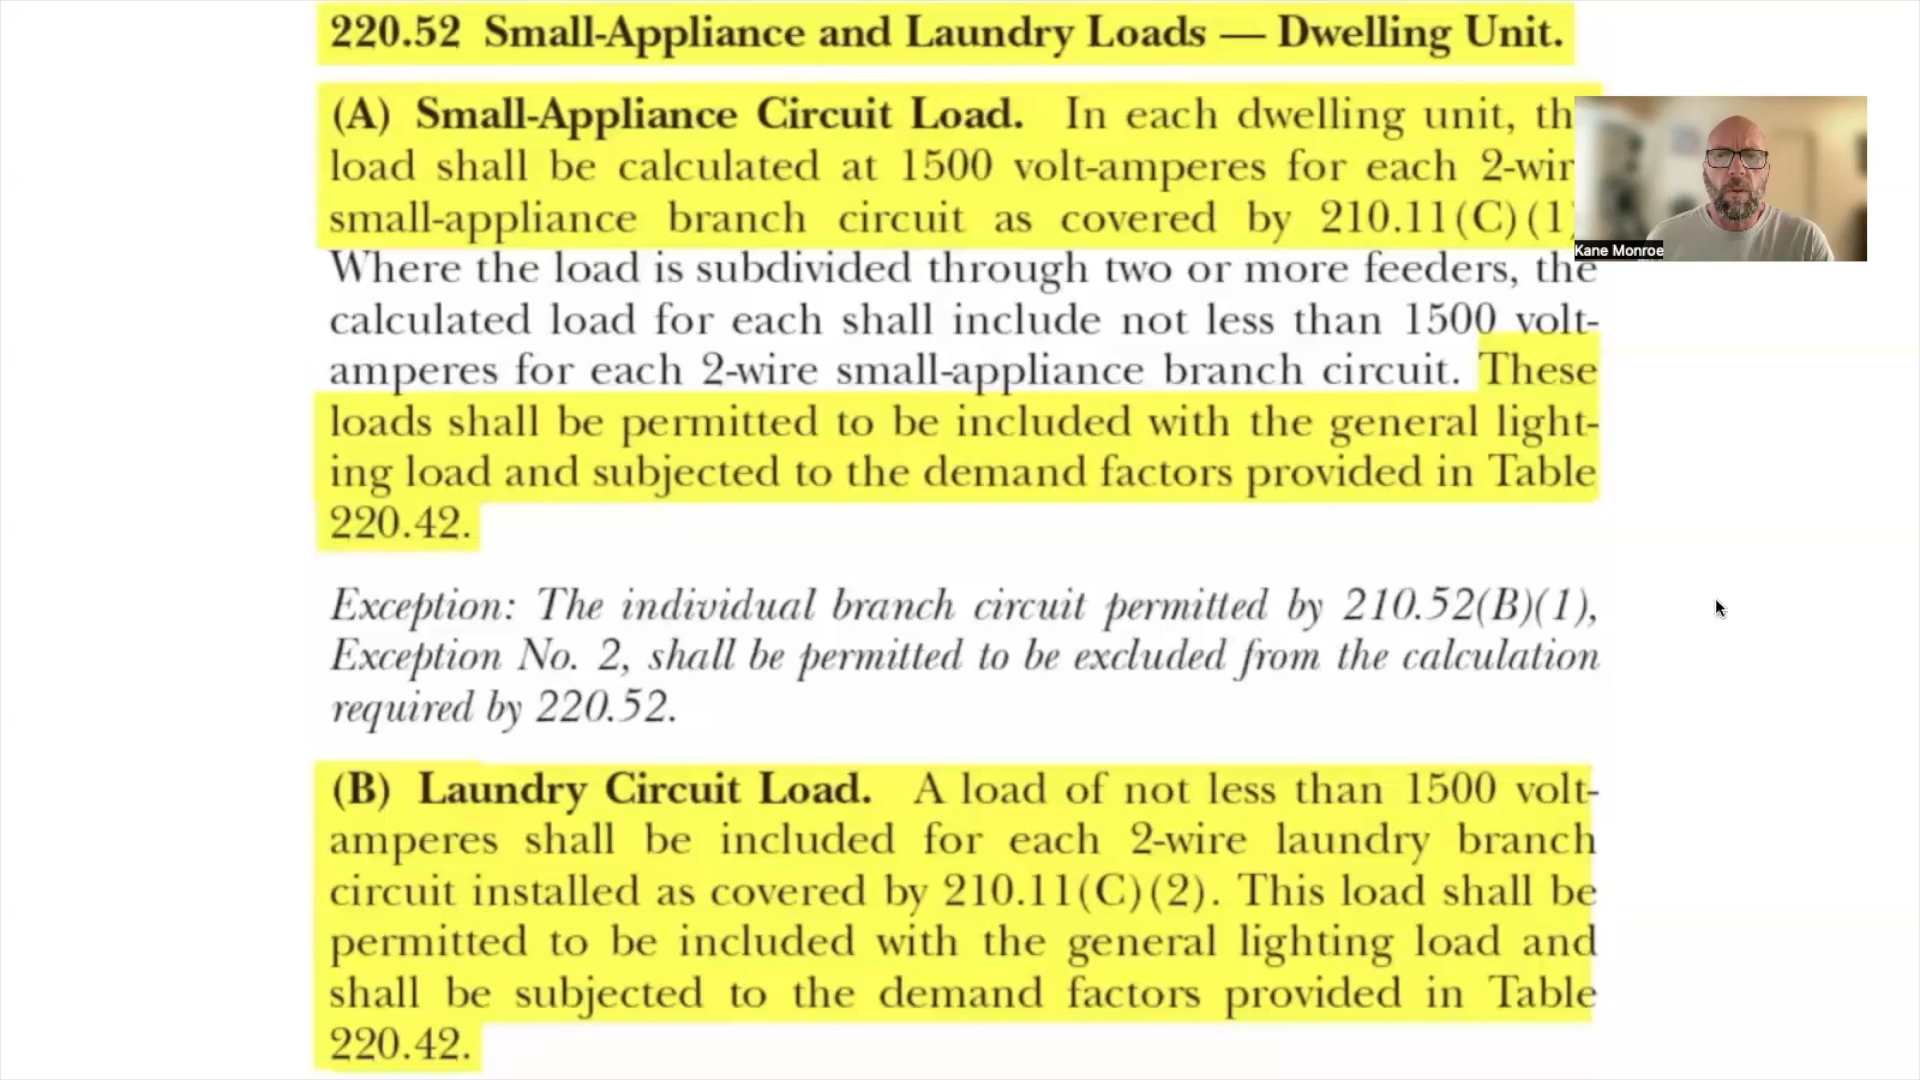 220.52 Small-Appliance and Laundry Loads — Dwelling Unit.
(A) Small-Appliance Circuit Load. In each dwelling unit, th
load shall be calculated at 1500 volt-amperes for each 2-wir
small-appliance branch circuit as covered by 210.11(C)(1)
Where the load is subdivided through two or more feeders, the
calculated load for each shall include not less than 1500 volt-
amperes for each 2-wire small-appliance branch circuit. These
loads shall be permitted to be included with the general light-
ing load and subjected to the demand factors provided in Table
220.42.
Exception: The individual branch circuit permitted by 210.52(B)(1),
Exception No. 2, shall be permitted to be excluded from the calculation
required by 220.52.
(B) Laundry Circuit Load. A load of not less than 1500 volt-
amperes shall be included for each 2-wire laundry branch
circuit installed as covered by 210.11(C)(2). This load shall be
permitted to be included with the general lighting load and
shall be subjected to the demand factors provided in Table
220.42.
Kane Monroe